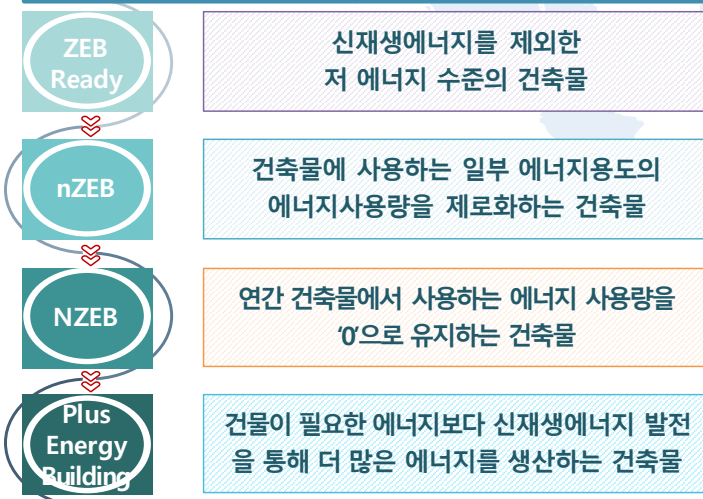 ZEB
Ready
신재생에너지를 제외한
저 에너지 수준의 건축물
nZEB
건축물에 사용하는 일부 에너지용도의
에너지사용량을 제로화하는 건축물
NZEB
연간 건축물에서 사용하는 에너지 사용량을
‘0’으로 유지하는 건축물
Plus
Energy
Building
건물이 필요한 에너지보다 신재생에너지 발전
을 통해 더 많은 에너지를 생산하는 건축물